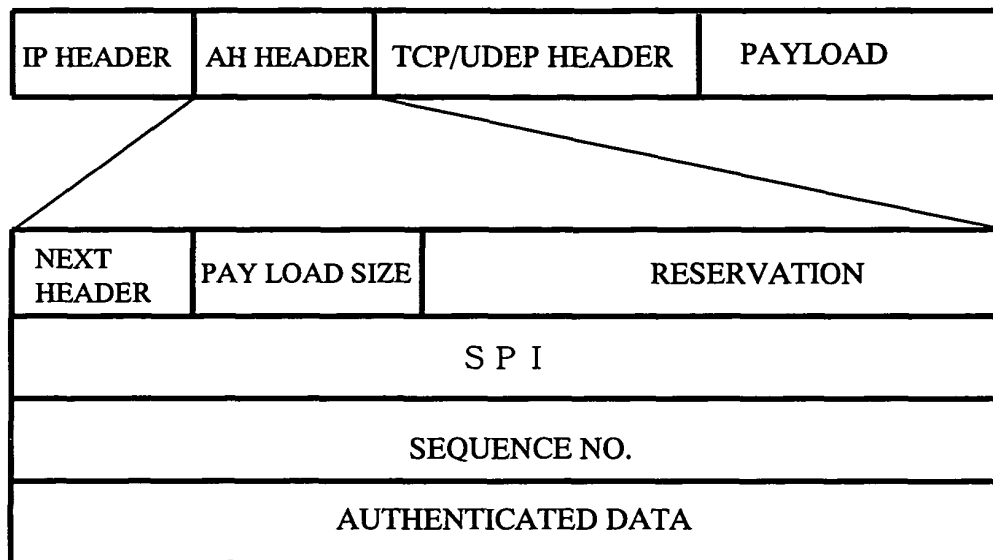 IP HEADER AH HEADER TCP/UDEP HEADER PAYLOAD
NEXT HEADER
PAY LOAD SIZE
RESERVATION
S P I
SEQUENCE NO.
AUTHENTICATED DATA